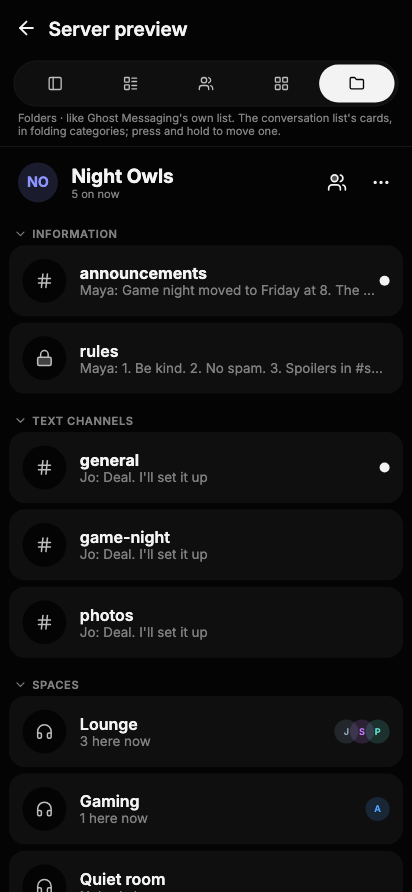 Server preview
Folders · like Ghost Messaging's own list. The conversation list's cards,
in folding categories; press and hold to move one.
NO
Night Owls
5 on now
INFORMATION
announcements
Maya: Game night moved to Friday at 8. The ...
rules
Maya: 1. Be kind. 2. No spam. 3. Spoilers in #s...
TEXT CHANNELS
general
Jo: Deal. I'll set it up
game-night
Jo: Deal. I'll set it up
photos
Jo: Deal. I'll set it up
SPACES
Lounge
3 here now
J S P
Gaming
1 here now
A
Quiet room